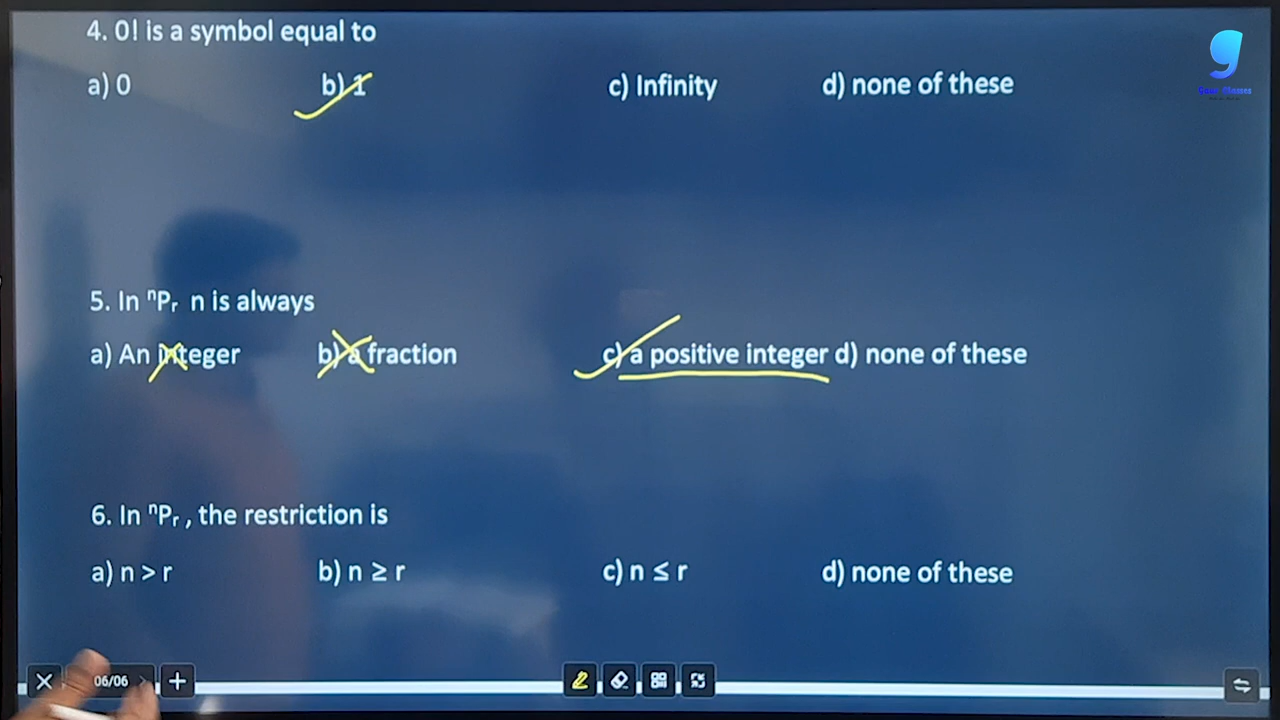 4. 0! is a symbol equal to
a) 0 b) 1 c) Infinity d) none of these
5. In ⁿPᵣ n is always
a) An integer b) a fraction c) a positive integer d) none of these
6. In ⁿPᵣ , the restriction is
a) n > r b) n ≥ r c) n ≤ r d) none of these
06/06